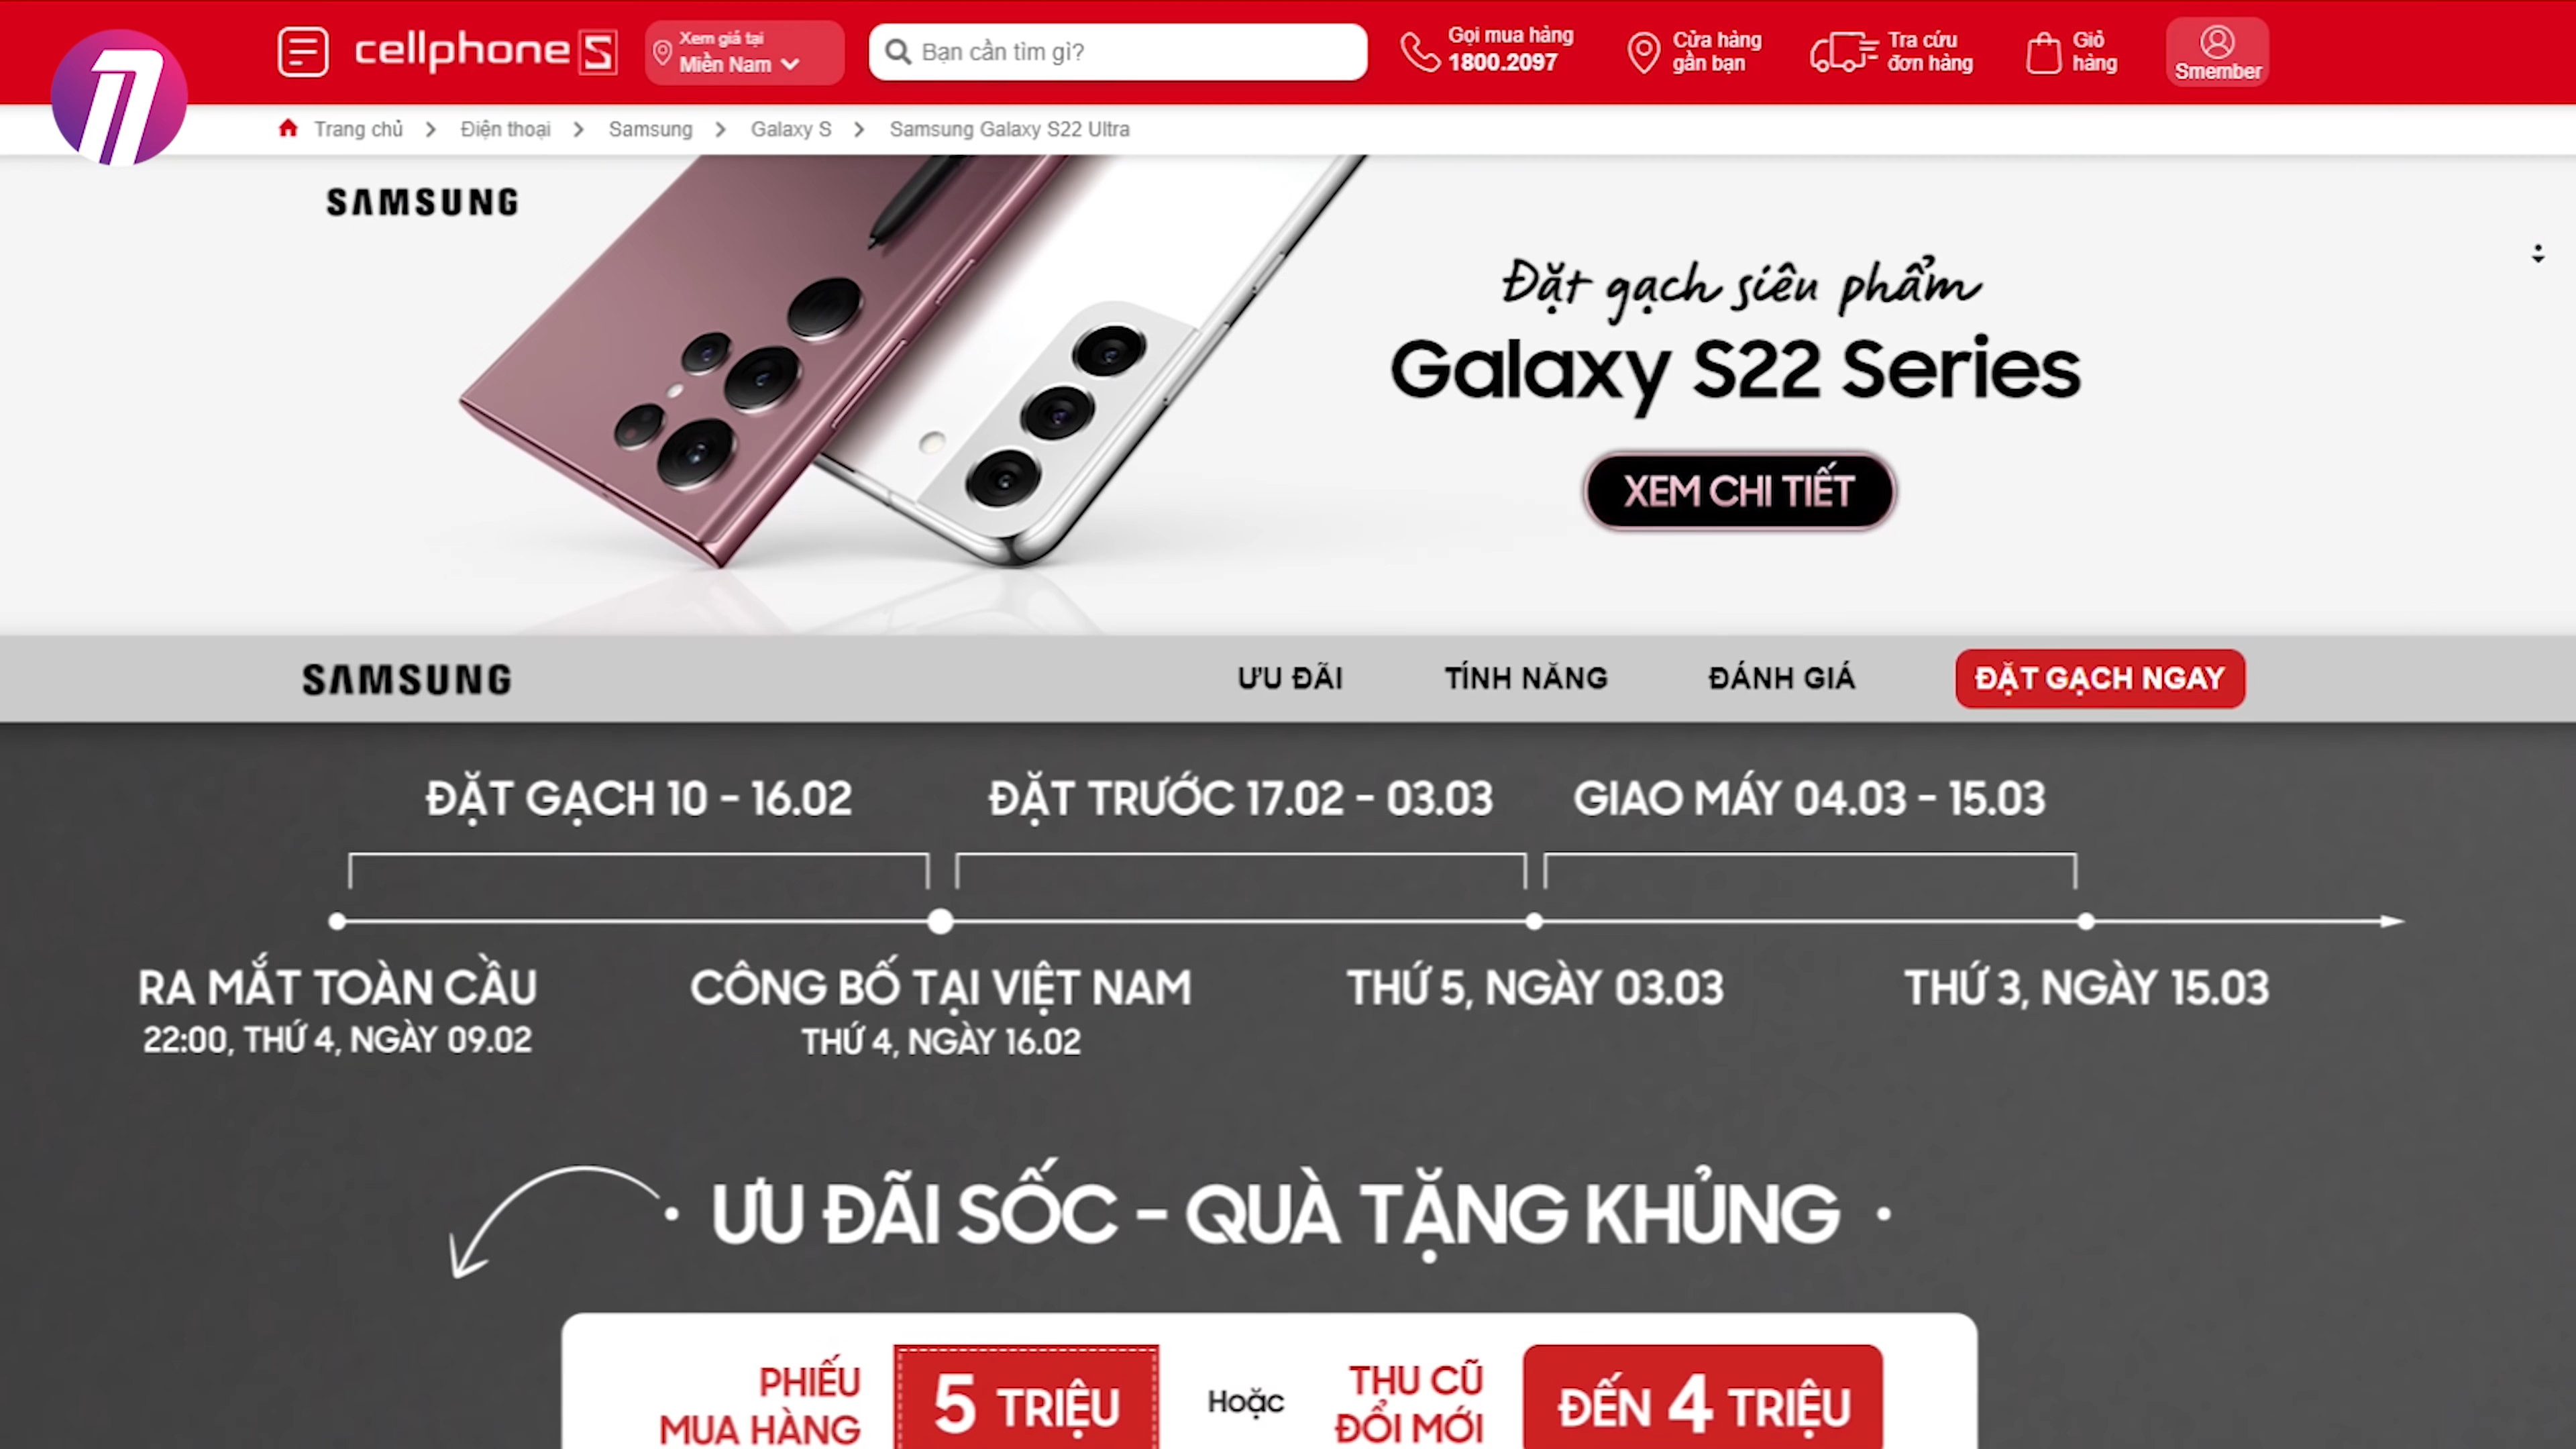 cellphoneS
Xem giá tại
Miền Nam
Bạn cần tìm gì?
Gọi mua hàng
1800.2097
Cửa hàng
gần bạn
Tra cứu
đơn hàng
Giỏ
hàng
Smember
Trang chủ > Điện thoại > Samsung > Galaxy S > Samsung Galaxy S22 Ultra
SAMSUNG
Đặt gạch siêu phẩm
Galaxy S22 Series
XEM CHI TIẾT
SAMSUNG
ƯU ĐÃI
TÍNH NĂNG
ĐÁNH GIÁ
ĐẶT GẠCH NGAY
ĐẶT GẠCH 10 - 16.02
ĐẶT TRƯỚC 17.02 - 03.03
GIAO MÁY 04.03 - 15.03
RA MẮT TOÀN CẦU
22:00, THỨ 4, NGÀY 09.02
CÔNG BỐ TẠI VIỆT NAM
THỨ 4, NGÀY 16.02
THỨ 5, NGÀY 03.03
THỨ 3, NGÀY 15.03
ƯU ĐÃI SỐC - QUÀ TẶNG KHỦNG
PHIẾU
MUA HÀNG
5 TRIỆU
Hoặc
THU CŨ
ĐỔI MỚI
ĐẾN 4 TRIỆU